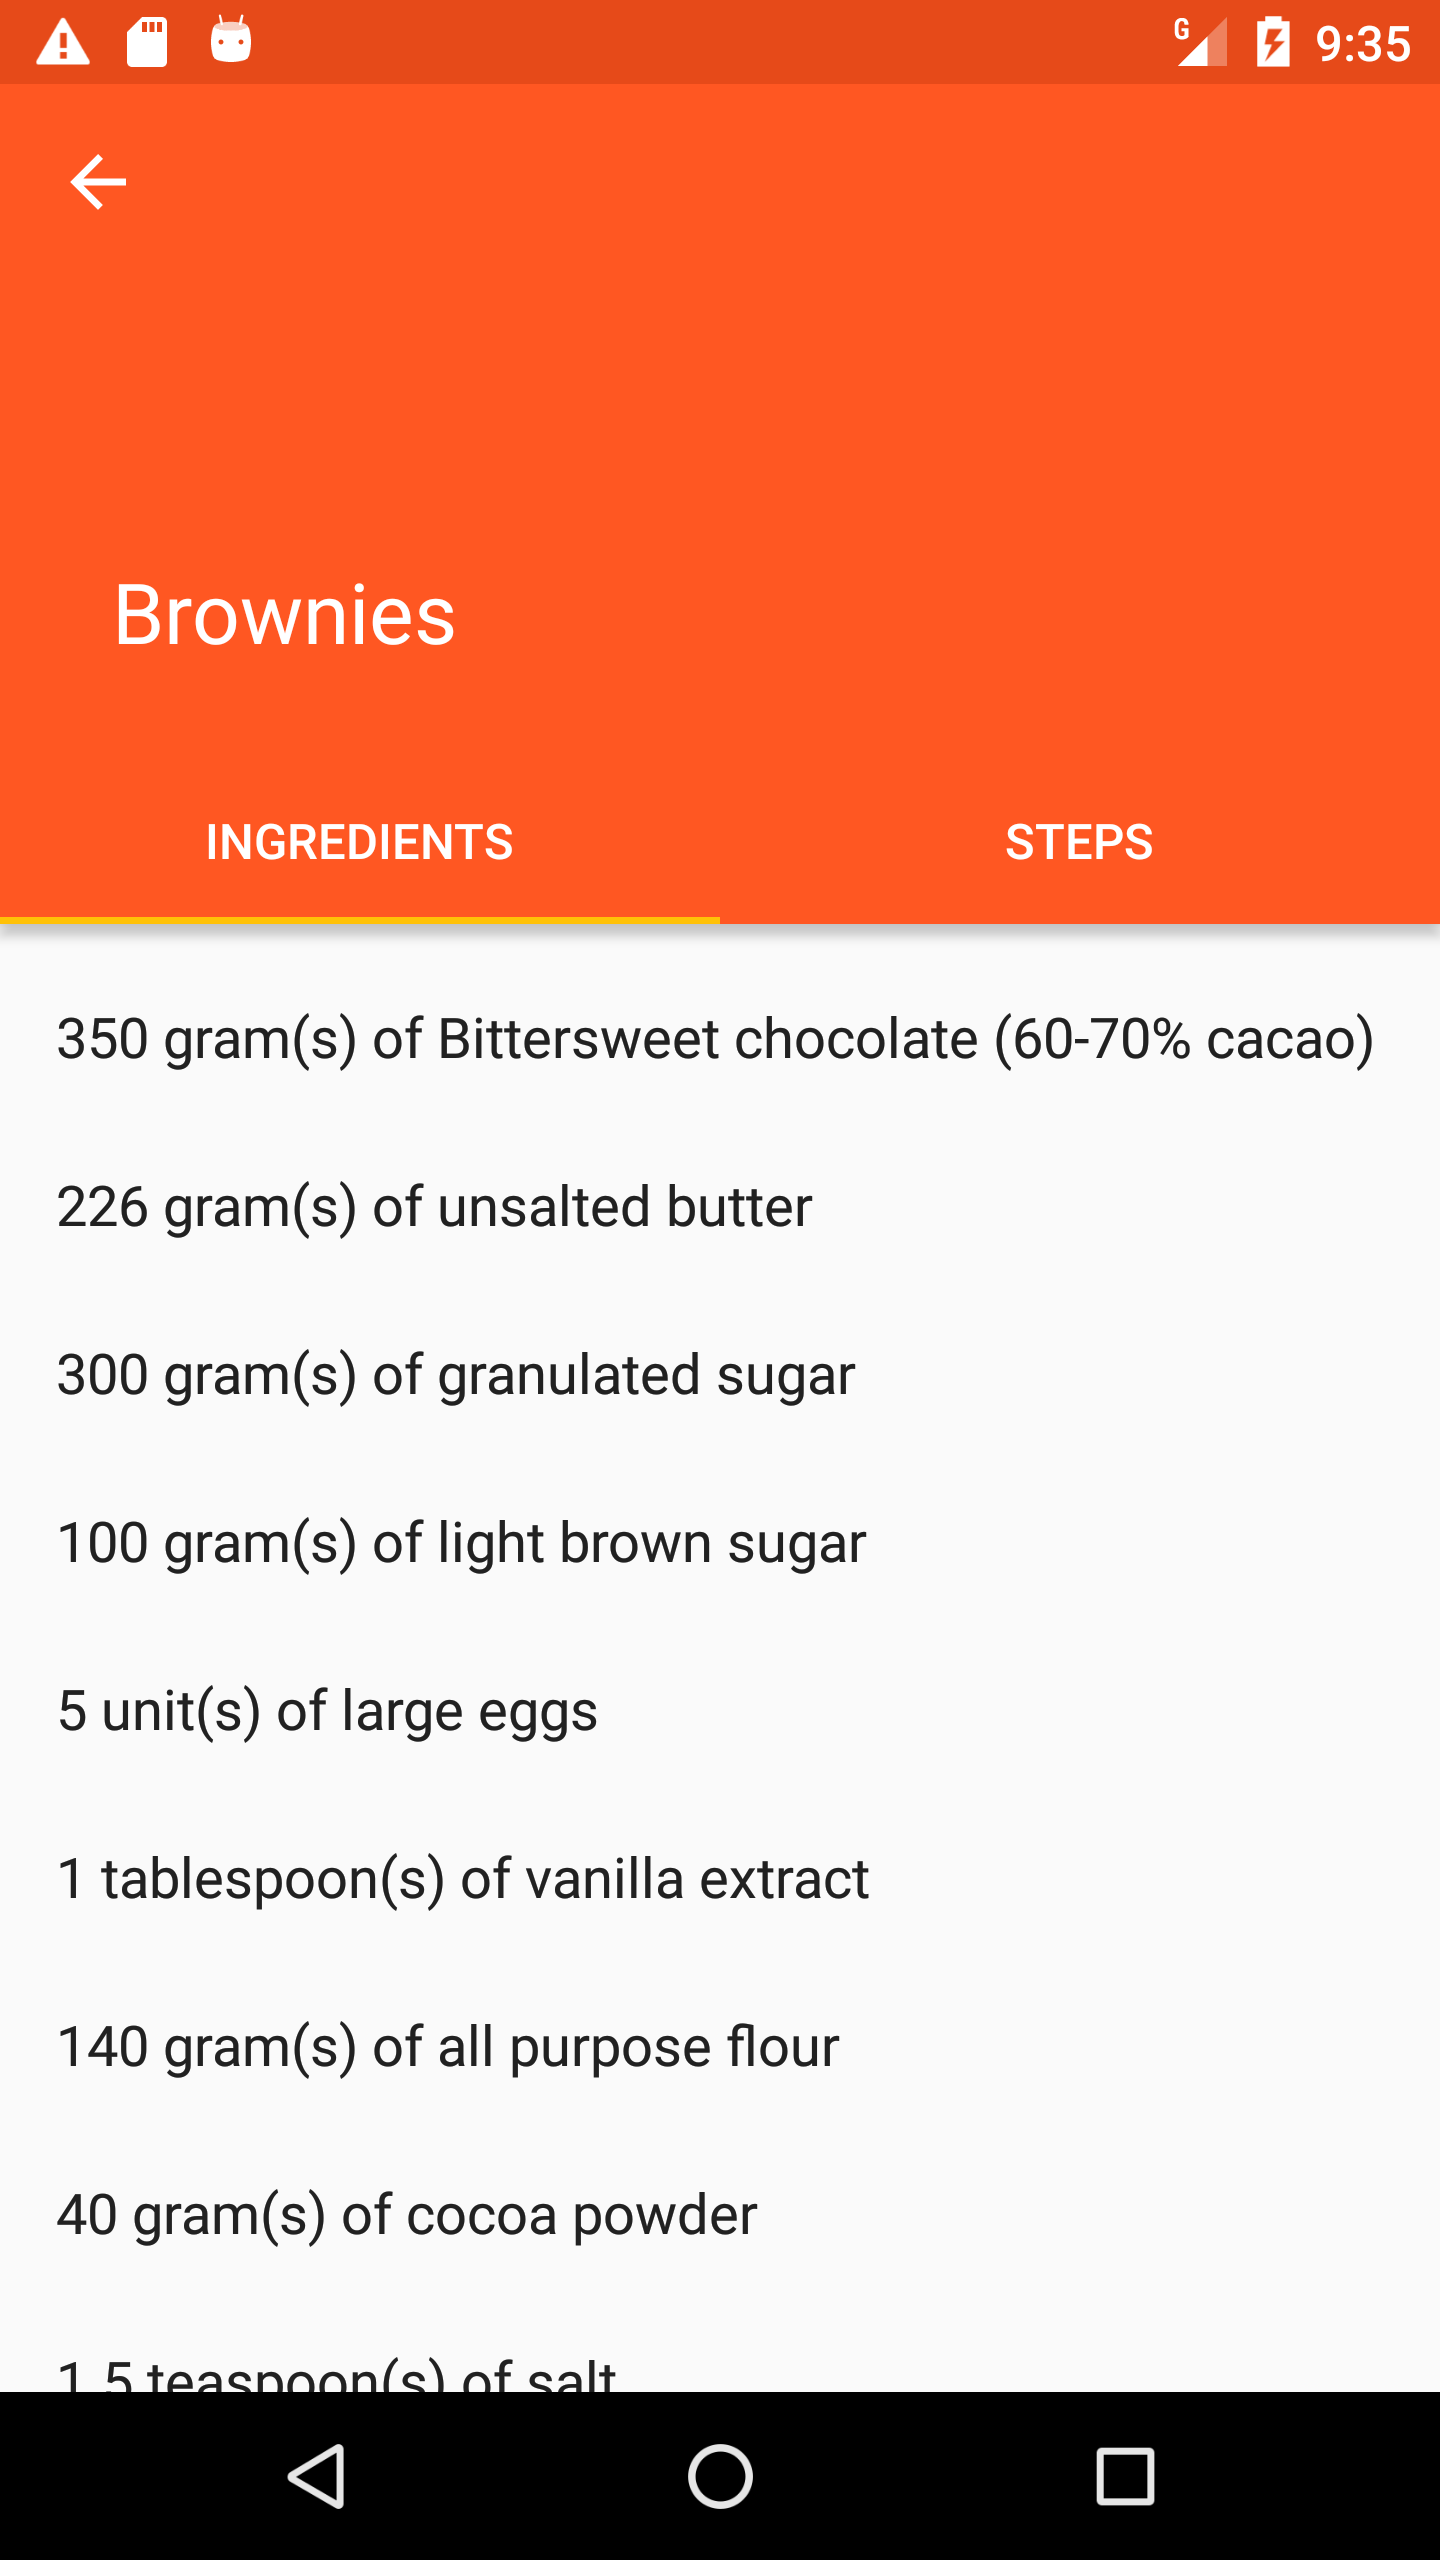 G 9:35
Brownies
INGREDIENTS STEPS
350 gram(s) of Bittersweet chocolate (60-70% cacao)
226 gram(s) of unsalted butter
300 gram(s) of granulated sugar
100 gram(s) of light brown sugar
5 unit(s) of large eggs
1 tablespoon(s) of vanilla extract
140 gram(s) of all purpose flour
40 gram(s) of cocoa powder
1.5 teaspoon(s) of salt